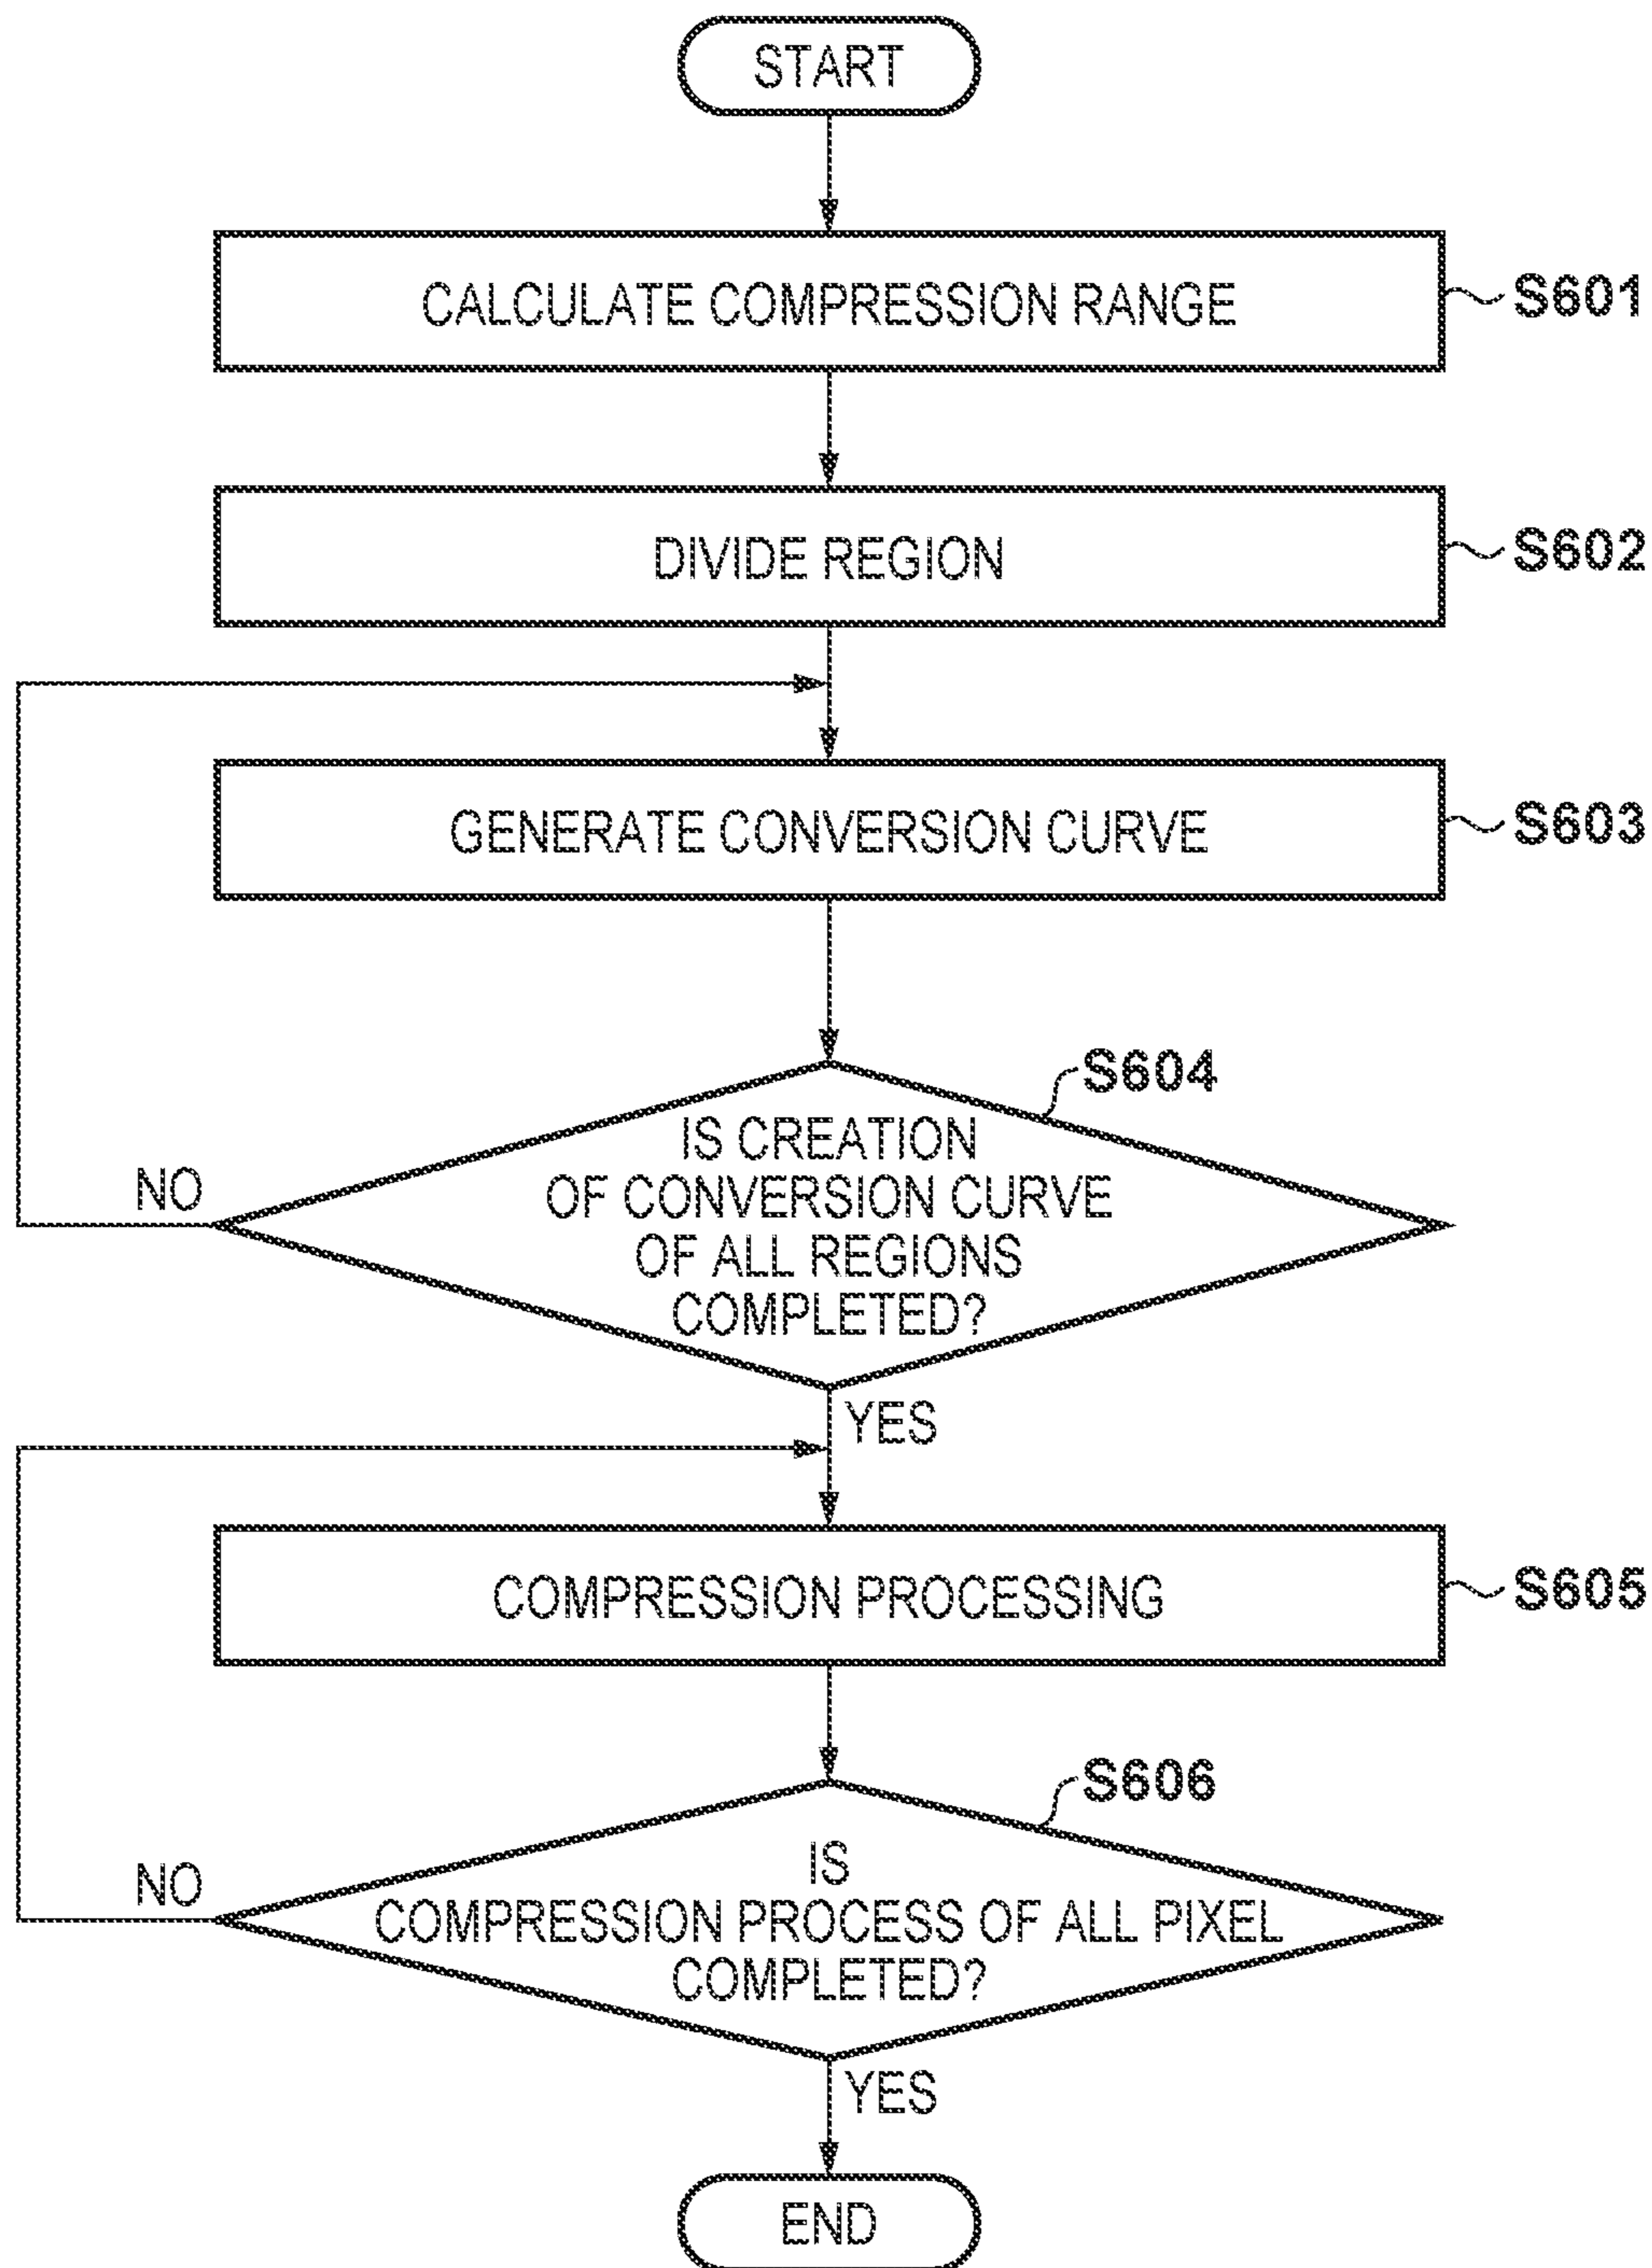 START
CALCULATE COMPRESSION RANGE
S601
DIVIDE REGION
S602
GENERATE CONVERSION CURVE
S603
S604
IS CREATION
OF CONVERSION CURVE
OF ALL REGIONS
COMPLETED?
NO
YES
COMPRESSION PROCESSING
S605
S606
IS
COMPRESSION PROCESS OF ALL PIXEL
COMPLETED?
NO
YES
END